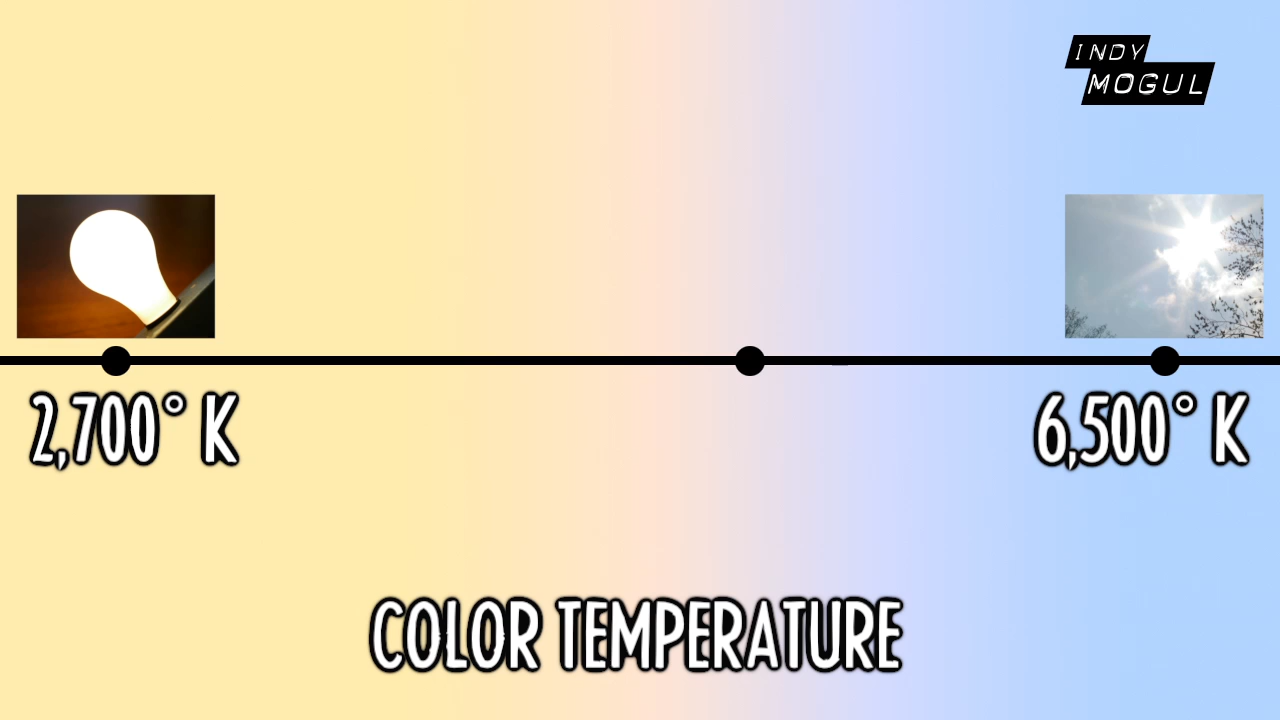 INDY
MOGUL
2,700° K
6,500° K
COLOR TEMPERATURE